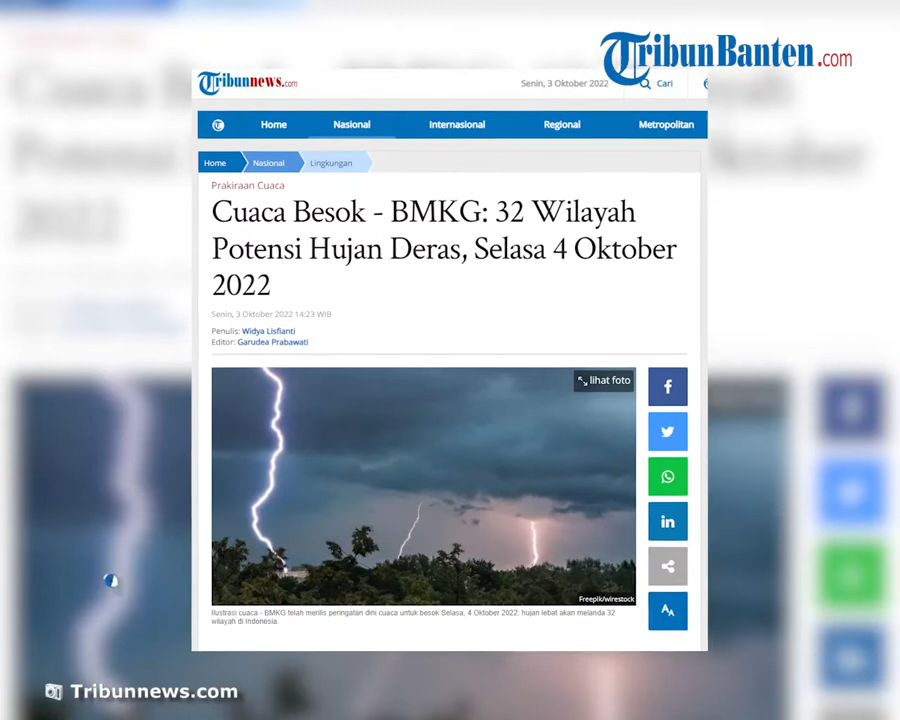 TribunBanten.com
Tribunnews.com
Senin, 3 Oktober 2022
Cari
Home
Nasional
Internasional
Regional
Metropolitan
Home
Nasional
Lingkungan
Prakiraan Cuaca
Cuaca Besok - BMKG: 32 Wilayah
Potensi Hujan Deras, Selasa 4 Oktober
2022
Senin, 3 Oktober 2022 14:23 WIB
Penulis: Widya Lisfianti
Editor: Garudea Prabawati
lihat foto
Freepik/wirestock
Ilustrasi cuaca - BMKG telah merilis peringatan dini cuaca untuk besok Selasa, 4 Oktober 2022: hujan lebat akan melanda 32
wilayah di Indonesia.
Tribunnews.com